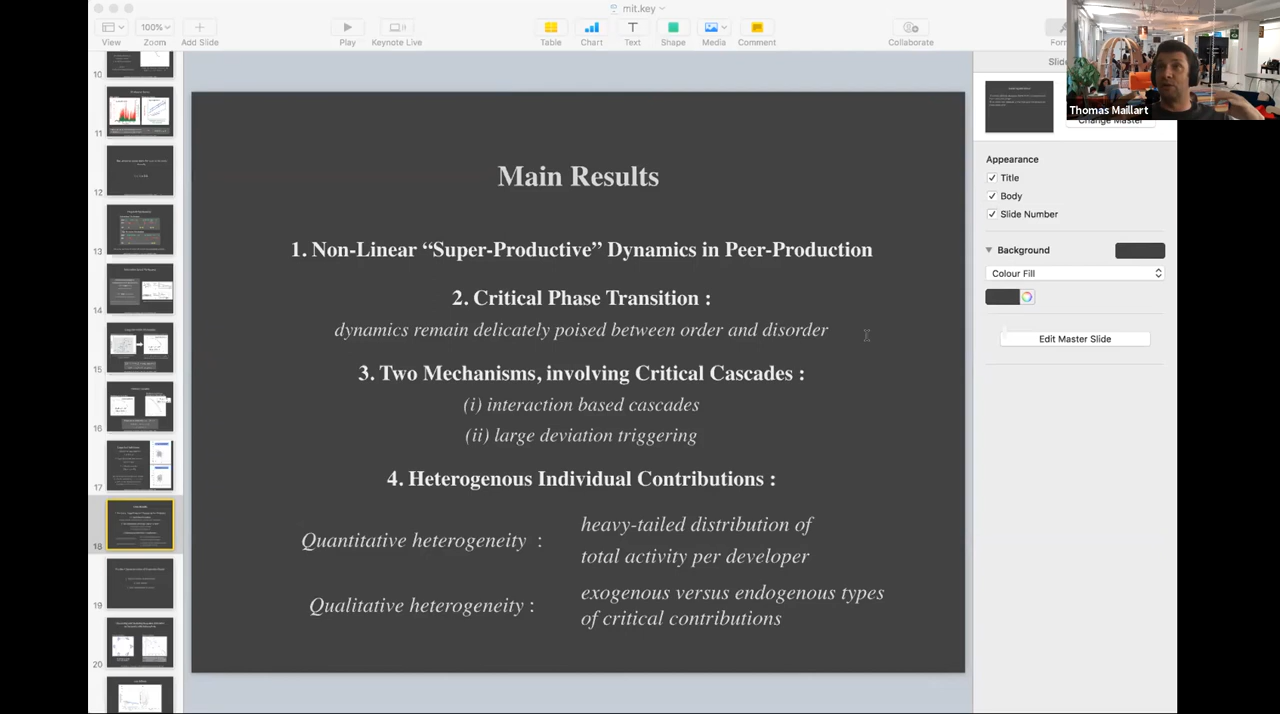 mit.key
100%
View
Zoom
Add Slide
Play
Keynote Live
Table
Chart
Text
Shape
Media
Comment
Collaborate
Thomas Maillart
10
11
12
13
14
15
16
17
18
19
20
Main Results
1. Non-Linear “Super-Productive” Dynamics in Peer-Production
2. Critical Phase Transition :
dynamics remain delicately poised between order and disorder
3. Two Mechanisms, involving Critical Cascades :
(i) interaction based cascades
(ii) large deviation triggering
4. Heterogenous Individual Contributions :
Quantitative heterogeneity :
heavy-tailed distribution of
total activity per developer
Qualitative heterogeneity :
exogenous versus endogenous types
of critical contributions
Change Master
Appearance
Title
Body
Slide Number
Background
Colour Fill
Edit Master Slide